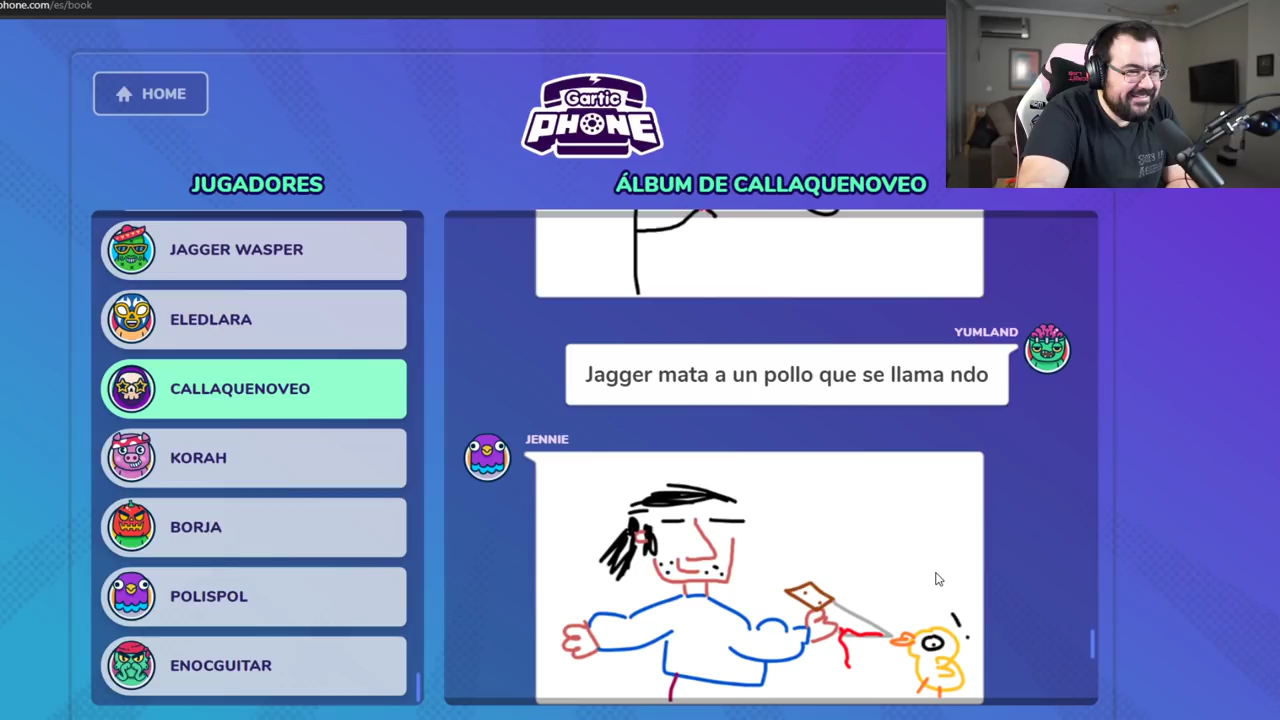 phone.com/es/book
HOME
Gartic
PHONE
JUGADORES
ÁLBUM DE CALLAQUENOVEO
JAGGER WASPER
ELEDLARA
CALLAQUENOVEO
KORAH
BORJA
POLISPOL
ENOCGUITAR
YUMLAND
Jagger mata a un pollo que se llama ndo
JENNIE